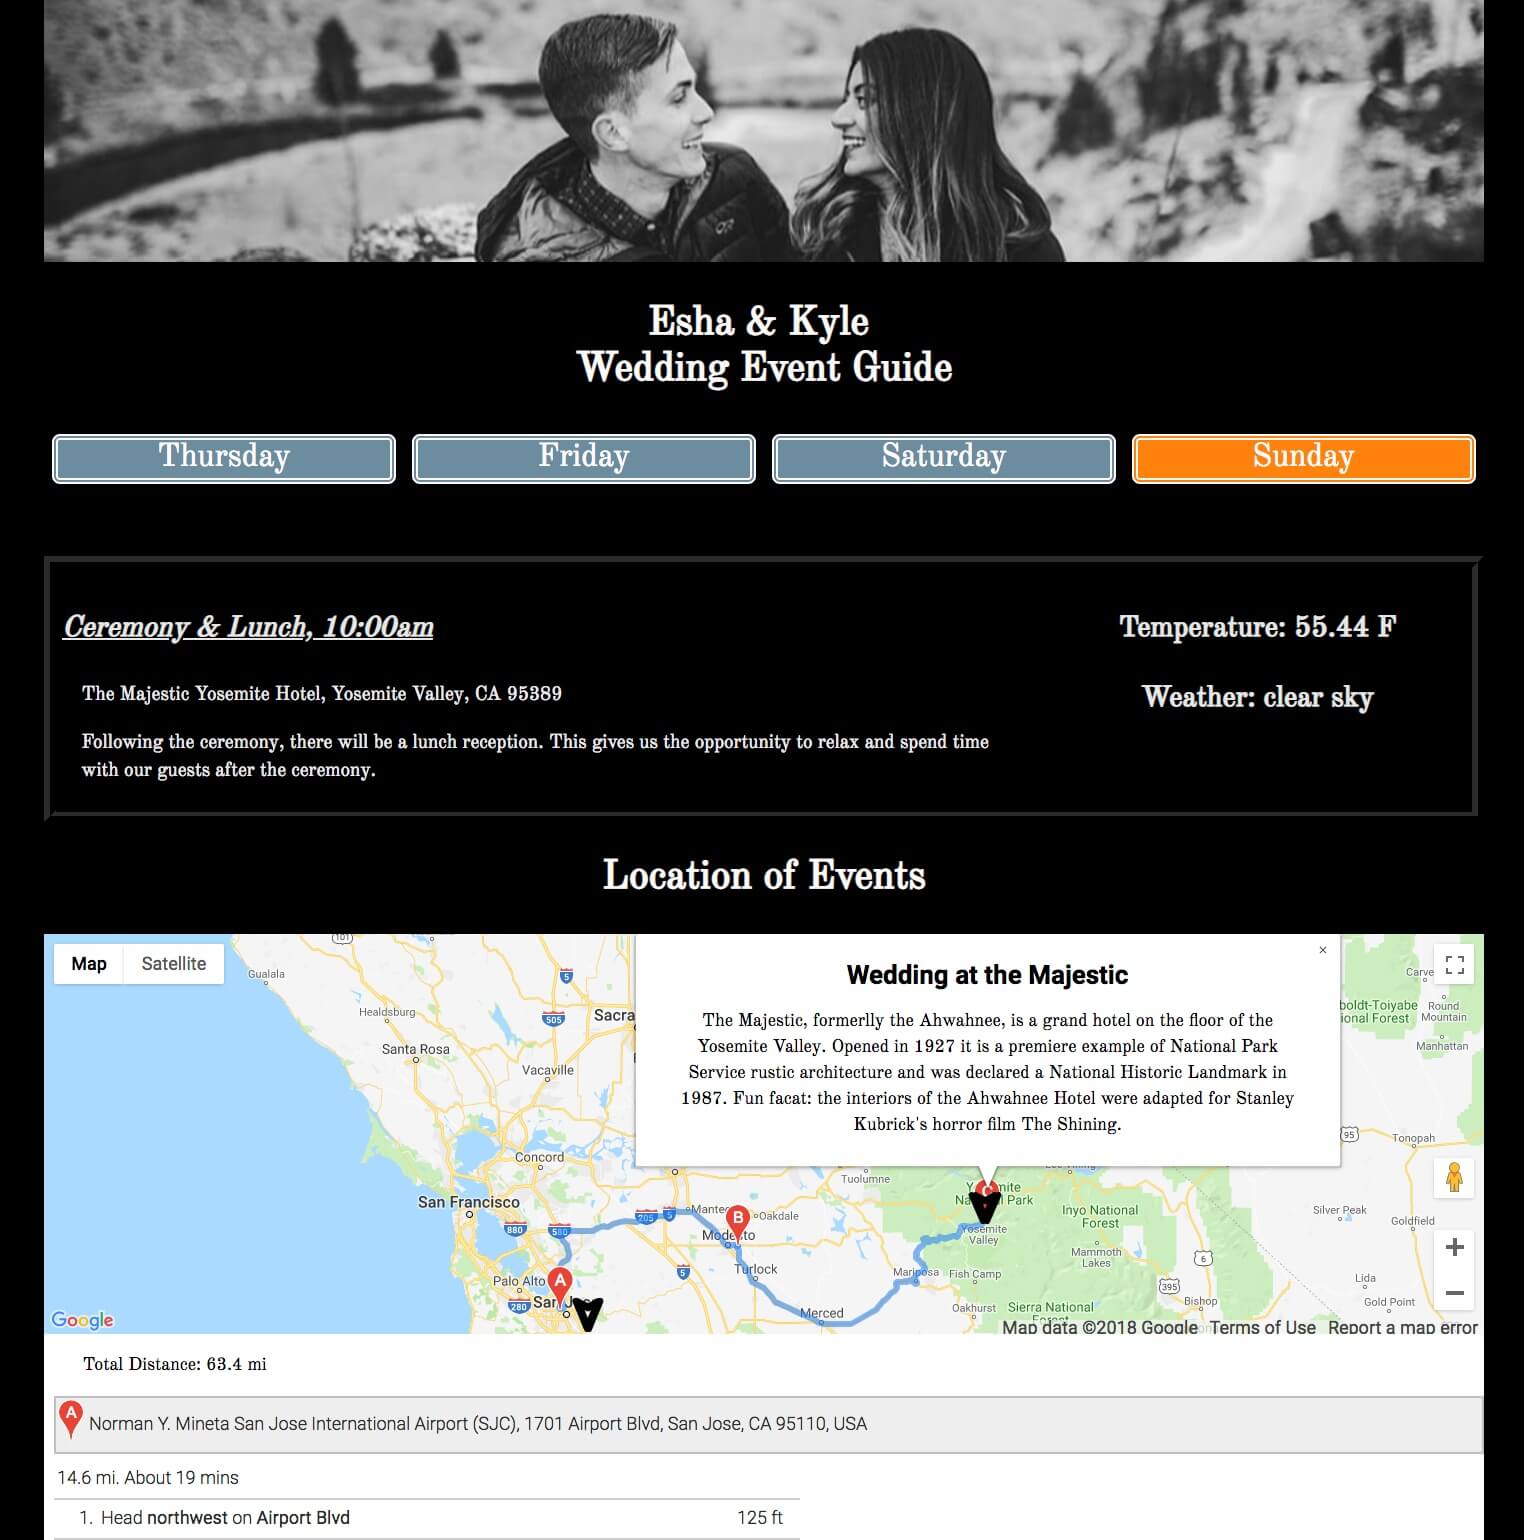 Esha & Kyle
Wedding Event Guide
Thursday
Friday
Saturday
Sunday
Ceremony & Lunch, 10:00am
The Majestic Yosemite Hotel, Yosemite Valley, CA 95389
Following the ceremony, there will be a lunch reception. This gives us the opportunity to relax and spend time
with our guests after the ceremony.
Temperature: 55.44 F
Weather: clear sky
Location of Events
Map
Satellite
×
Wedding at the Majestic
The Majestic, formerlly the Ahwahnee, is a grand hotel on the floor of the
Yosemite Valley. Opened in 1927 it is a premiere example of National Park
Service rustic architecture and was declared a National Historic Landmark in
1987. Fun facat: the interiors of the Ahwahnee Hotel were adapted for Stanley
Kubrick's horror film The Shining.
101
Gualala
5
Healdsburg
505
Sacra
Santa Rosa
Vacaville
Concord
San Francisco
880
580
205
5
Mantec
B
Oakdale
Modesto
Turlock
5
Palo Alto
A
San J
280
Merced
Mariposa
Fish Camp
Oakhurst
Tuolumne
Park
C
Yosemite
Valley
Inyo National
Forest
Mammoth
Lakes
6
395
Bishop
Sierra National
Forest
Carve
boldt-Toiyabe
ional Forest
Round
Mountain
Manhattan
95
Tonopah
Silver Peak
Goldfield
Lida
Gold Point
Google
Map data ©2018 Google
Terms of Use
Report a map error
Total Distance: 63.4 mi
A
Norman Y. Mineta San Jose International Airport (SJC), 1701 Airport Blvd, San Jose, CA 95110, USA
14.6 mi. About 19 mins
1. Head northwest on Airport Blvd
125 ft